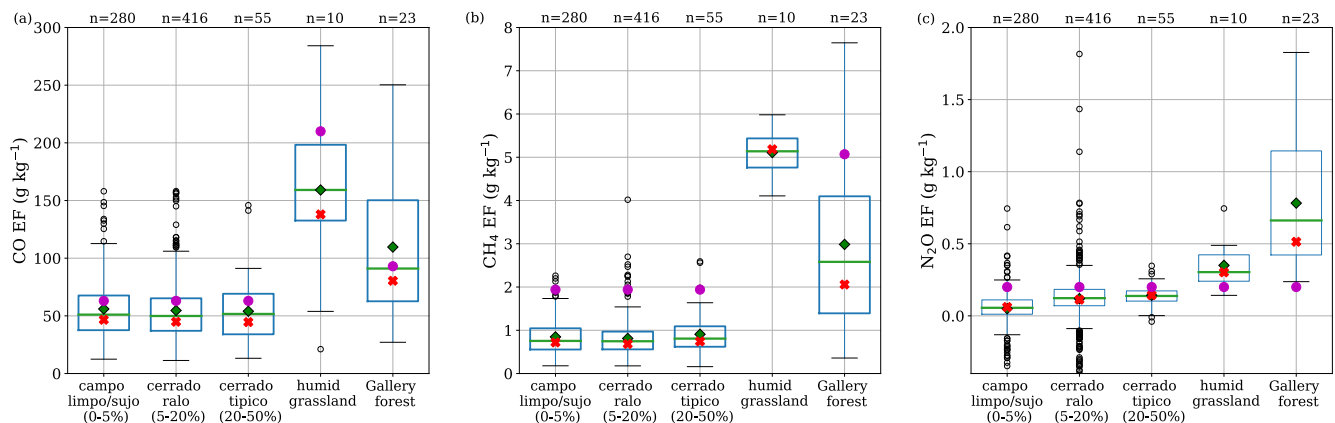 (a)
n=280
n=416
n=55
n=10
n=23
CO EF (g kg⁻¹)
300
250
200
150
100
50
0
campo
limpo/sujo
(0-5%)
cerrado
ralo
(5-20%)
cerrado
tipico
(20-50%)
humid
grassland
Gallery
forest
(b)
n=280
n=416
n=55
n=10
n=23
CH₄ EF (g kg⁻¹)
8
7
6
5
4
3
2
1
0
campo
limpo/sujo
(0-5%)
cerrado
ralo
(5-20%)
cerrado
tipico
(20-50%)
humid
grassland
Gallery
forest
(c)
n=280
n=416
n=55
n=10
n=23
N₂O EF (g kg⁻¹)
2.0
1.5
1.0
0.5
0.0
campo
limpo/sujo
(0-5%)
cerrado
ralo
(5-20%)
cerrado
tipico
(20-50%)
humid
grassland
Gallery
forest